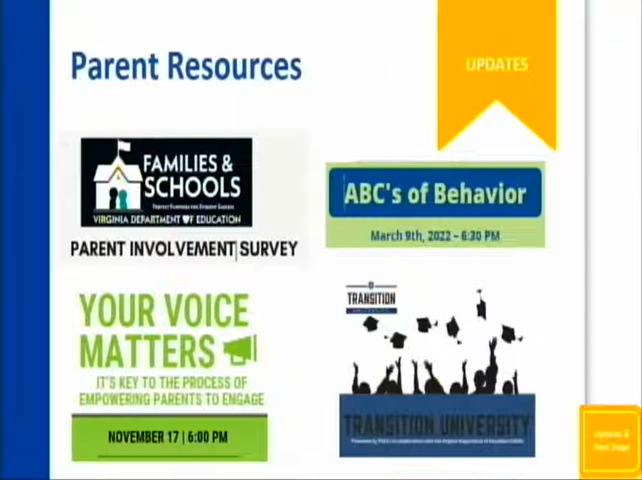 Parent Resources
UPDATES
FAMILIES &
SCHOOLS
VIRGINIA DEPARTMENT OF EDUCATION
PARENT INVOLVEMENT SURVEY
ABC's of Behavior
March 9th, 2022 – 6:30 PM
YOUR VOICE
MATTERS
IT'S KEY TO THE PROCESS OF
EMPOWERING PARENTS TO ENGAGE
NOVEMBER 17 | 6:00 PM
TRANSITION
UNIVERSITY
TRANSITION UNIVERSITY
Updates &